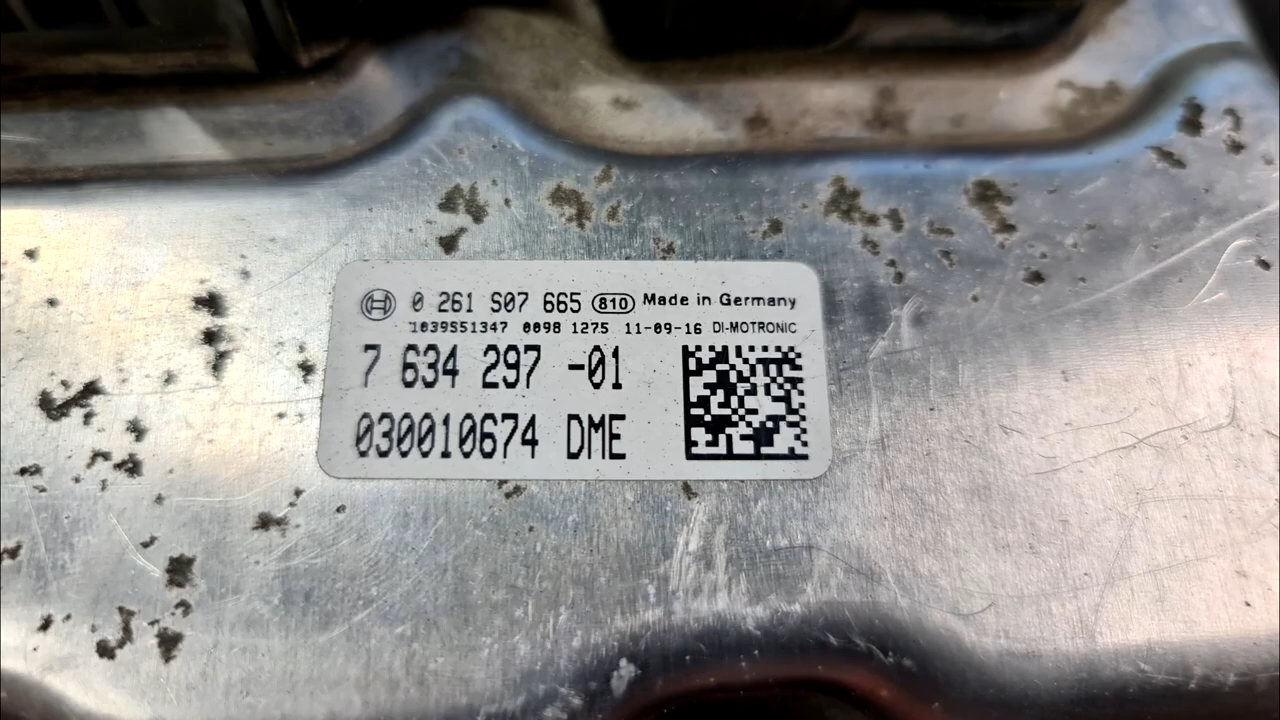 0 261 S07 665 810 Made in Germany
1039S51347 0098 1275 11-09-16 DI-MOTRONIC
7 634 297 -01
030010674 DME